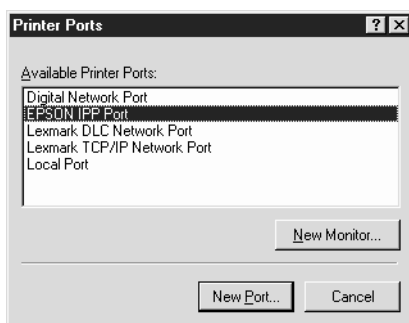 Printer Ports
Available Printer Ports:
Digital Network Port
EPSON IPP Port
Lexmark DLC Network Port
Lexmark TCP/IP Network Port
Local Port
New Monitor...
New Port... Cancel